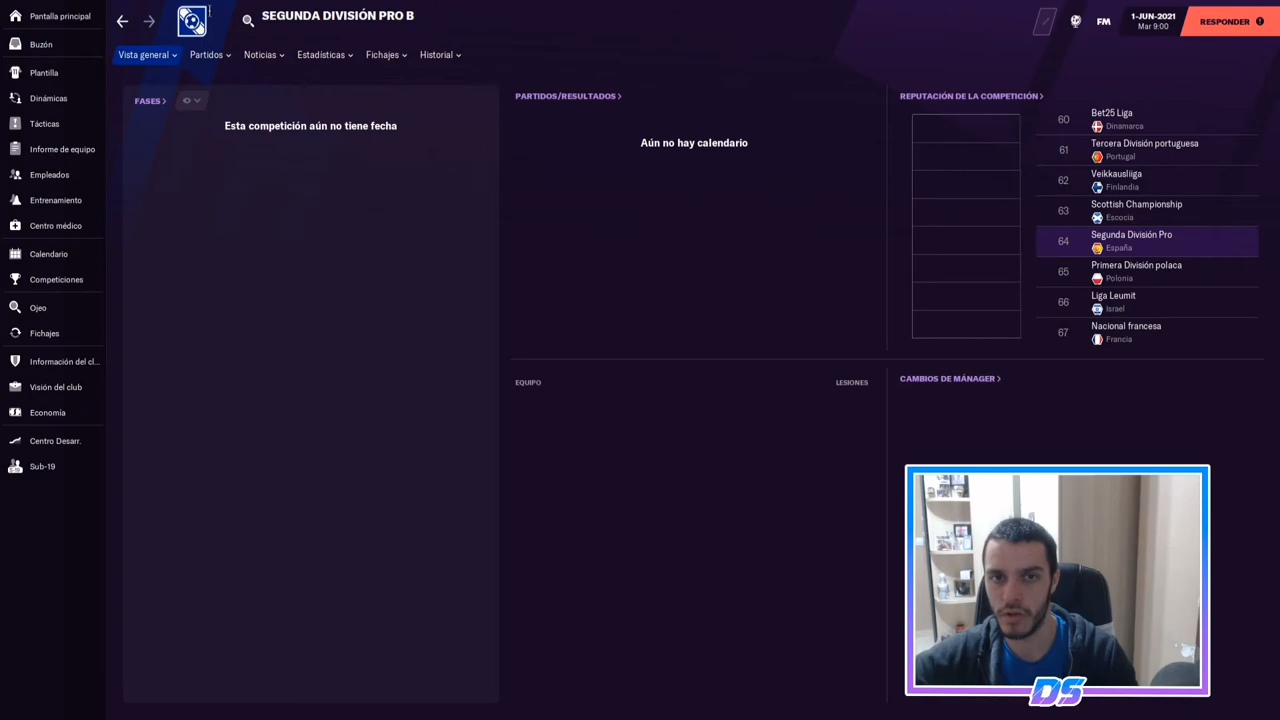 Pantalla principal
Buzón
Plantilla
Dinámicas
Tácticas
Informe de equipo
Empleados
Entrenamiento
Centro médico
Calendario
Competiciones
Ojeo
Fichajes
Información del cl...
Visión del club
Economía
Centro Desarr.
Sub-19
SEGUNDA DIVISIÓN PRO B
FM
1-JUN-2021
Mar 9:00
RESPONDER
Vista general
Partidos
Noticias
Estadísticas
Fichajes
Historial
FASES
Esta competición aún no tiene fecha
PARTIDOS/RESULTADOS
Aún no hay calendario
EQUIPO LESIONES
REPUTACIÓN DE LA COMPETICIÓN
60 Bet25 Liga
Dinamarca
61 Tercera División portuguesa
Portugal
62 Veikkausliiga
Finlandia
63 Scottish Championship
Escocia
64 Segunda División Pro
España
65 Primera División polaca
Polonia
66 Liga Leumit
Israel
67 Nacional francesa
Francia
CAMBIOS DE MÁNAGER
DS